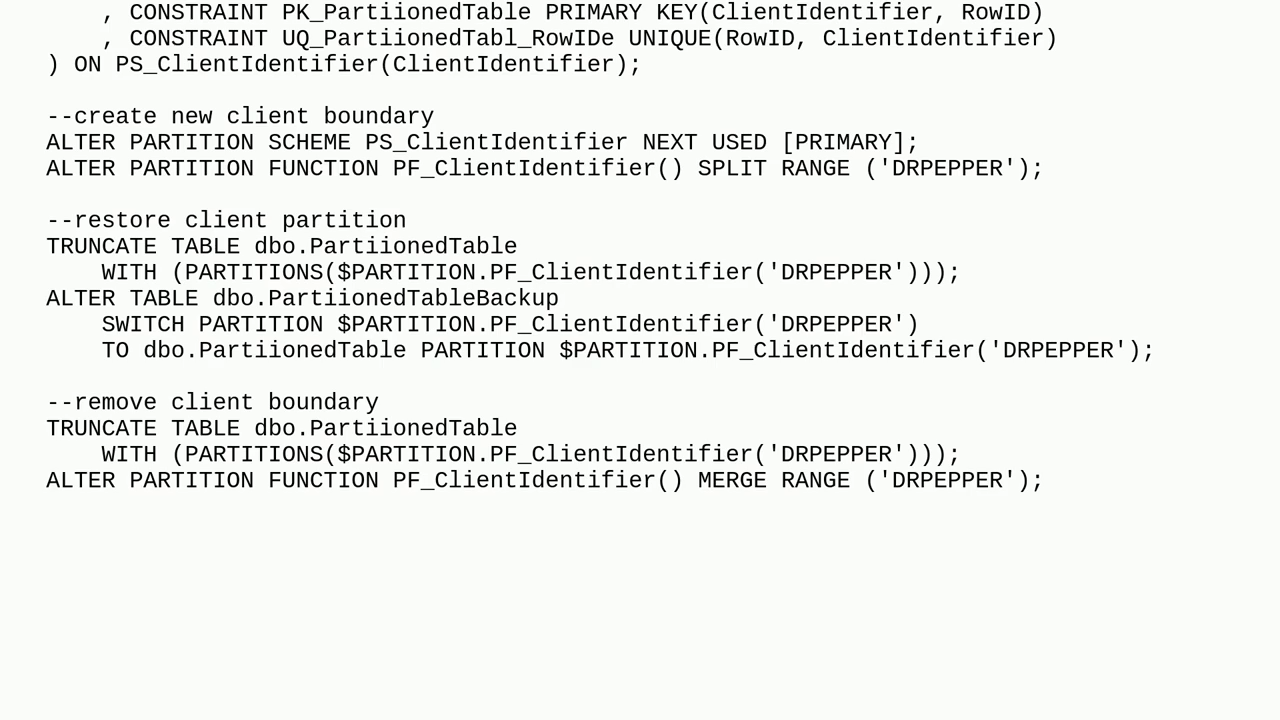 , CONSTRAINT PK_PartiionedTable PRIMARY KEY(ClientIdentifier, RowID)
, CONSTRAINT UQ_PartiionedTabl_RowIDe UNIQUE(RowID, ClientIdentifier)
) ON PS_ClientIdentifier(ClientIdentifier);
--create new client boundary
ALTER PARTITION SCHEME PS_ClientIdentifier NEXT USED [PRIMARY];
ALTER PARTITION FUNCTION PF_ClientIdentifier() SPLIT RANGE ('DRPEPPER');
--restore client partition
TRUNCATE TABLE dbo.PartiionedTable
WITH (PARTITIONS($PARTITION.PF_ClientIdentifier('DRPEPPER')));
ALTER TABLE dbo.PartiionedTableBackup
SWITCH PARTITION $PARTITION.PF_ClientIdentifier('DRPEPPER')
TO dbo.PartiionedTable PARTITION $PARTITION.PF_ClientIdentifier('DRPEPPER');
--remove client boundary
TRUNCATE TABLE dbo.PartiionedTable
WITH (PARTITIONS($PARTITION.PF_ClientIdentifier('DRPEPPER')));
ALTER PARTITION FUNCTION PF_ClientIdentifier() MERGE RANGE ('DRPEPPER');